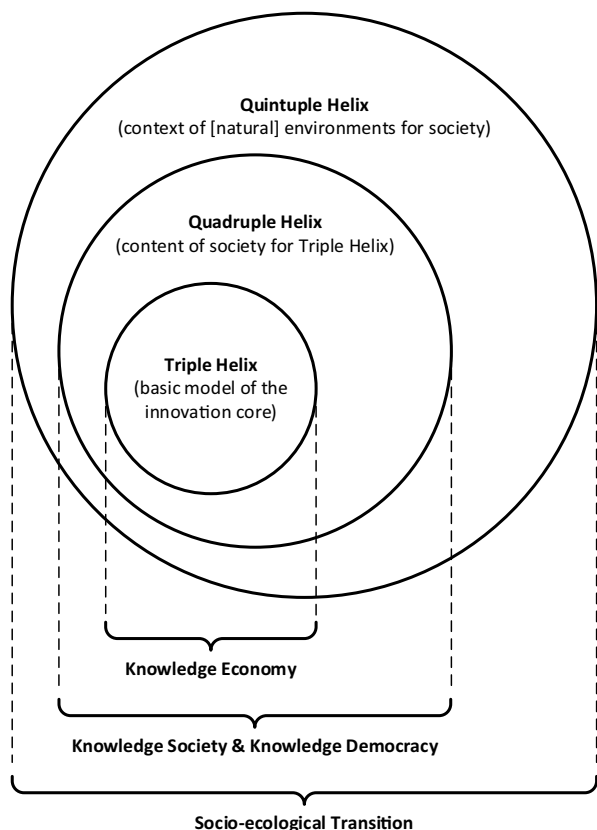 Quintuple Helix
(context of [natural] environments for society)
Quadruple Helix
(content of society for Triple Helix)
Triple Helix
(basic model of the
innovation core)
Knowledge Economy
Knowledge Society & Knowledge Democracy
Socio-ecological Transition